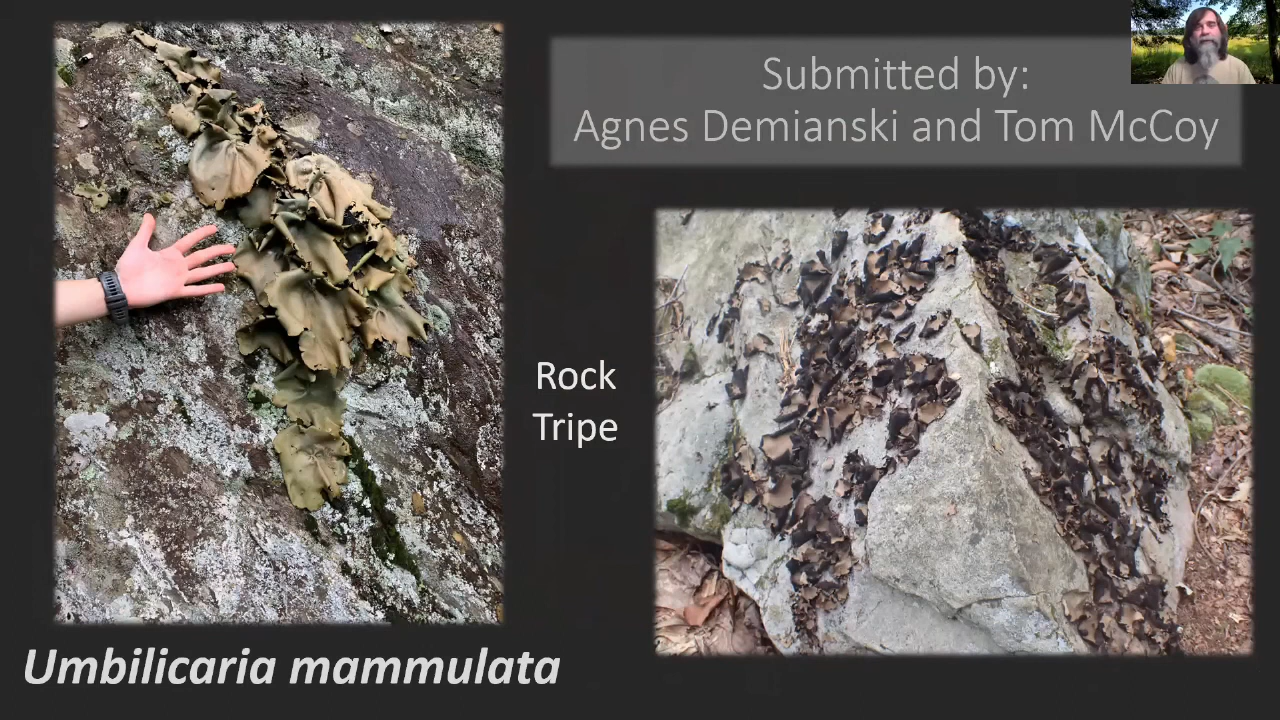 Submitted by:
Agnes Demianski and Tom McCoy
Rock
Tripe
Umbilicaria mammulata